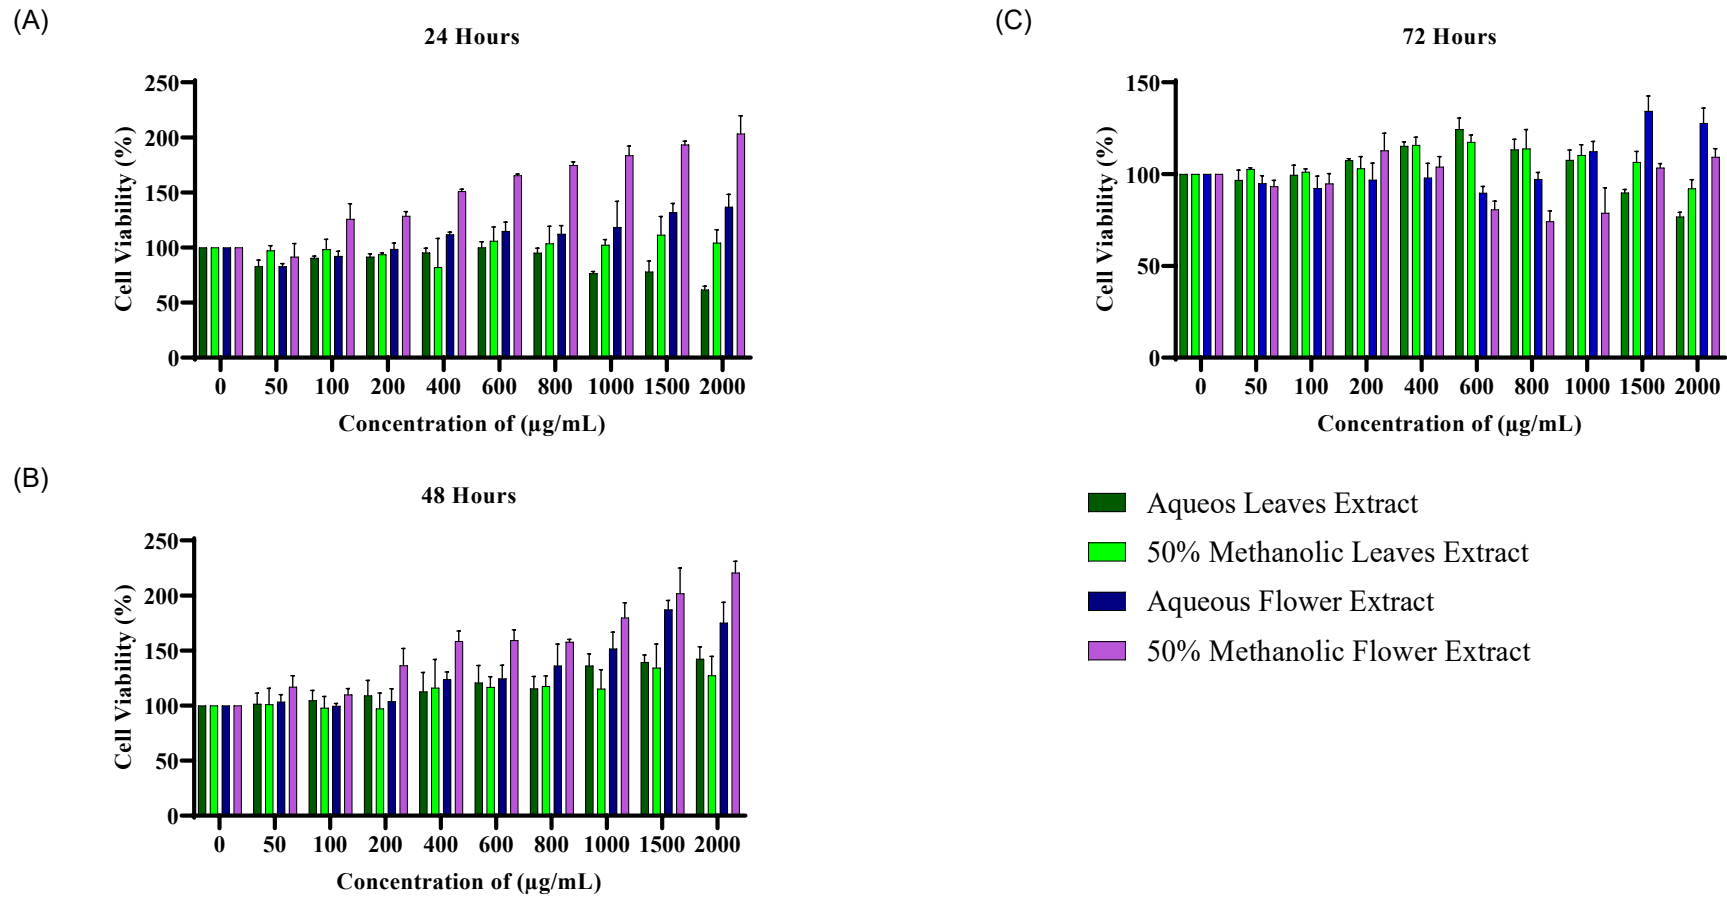 (A)
24 Hours
Cell Viability (%)
250
200
150
100
50
0
0 50 100 200 400 600 800 1000 1500 2000
Concentration of (µg/mL)
(B)
48 Hours
Cell Viability (%)
250
200
150
100
50
0
0 50 100 200 400 600 800 1000 1500 2000
Concentration of (µg/mL)
(C)
72 Hours
Cell Viability (%)
150
100
50
0
0 50 100 200 400 600 800 1000 1500 2000
Concentration of (µg/mL)
Aqueos Leaves Extract
50% Methanolic Leaves Extract
Aqueous Flower Extract
50% Methanolic Flower Extract